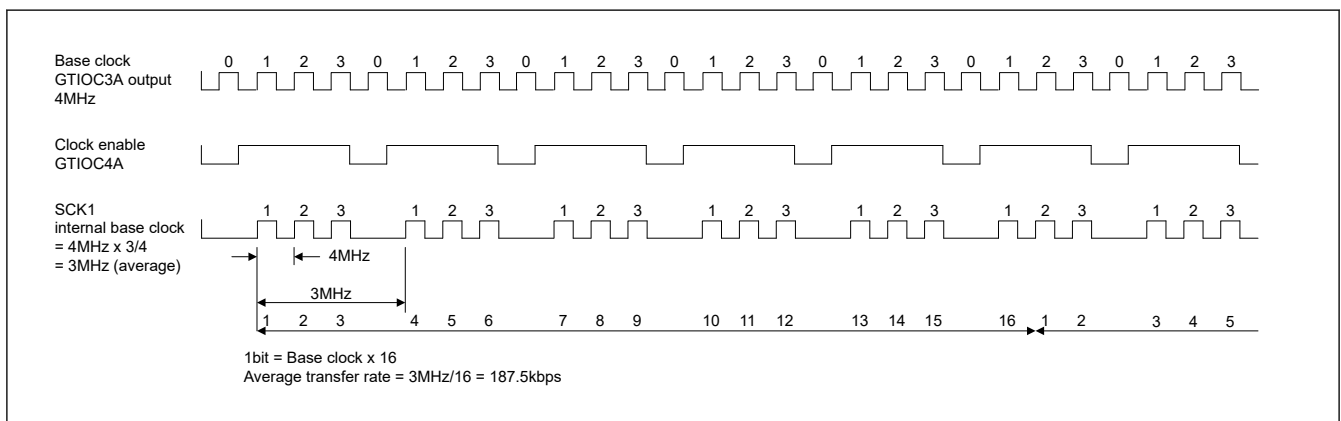 Base clock
GTIOC3A output
4MHz
0 1 2 3 0 1 2 3 0 1 2 3 0 1 2 3 0 1 2 3 0 1 2 3 0 1 2 3
Clock enable
GTIOC4A
SCK1
internal base clock
= 4MHz x 3/4
= 3MHz (average)
1 2 3 1 2 3 1 2 3 1 2 3 1 2 3 1 2 3 1 2 3
4MHz
3MHz
1 2 3 4 5 6 7 8 9 10 11 12 13 14 15 16 1 2 3 4 5
1bit = Base clock x 16
Average transfer rate = 3MHz/16 = 187.5kbps